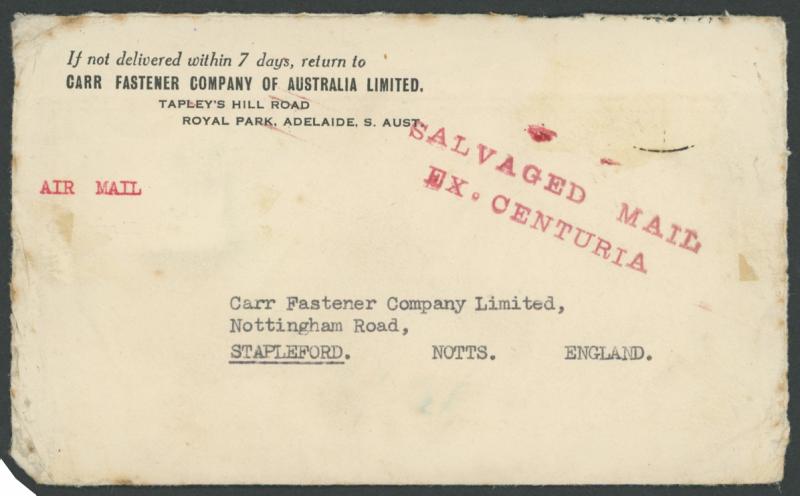 If not delivered within 7 days, return to
CARR FASTENER COMPANY OF AUSTRALIA LIMITED.
TAPLEY'S HILL ROAD
ROYAL PARK, ADELAIDE, S. AUST.
AIR MAIL
SALVAGED MAIL
EX. CENTURIA
Carr Fastener Company Limited,
Nottingham Road,
STAPLEFORD. NOTTS. ENGLAND.